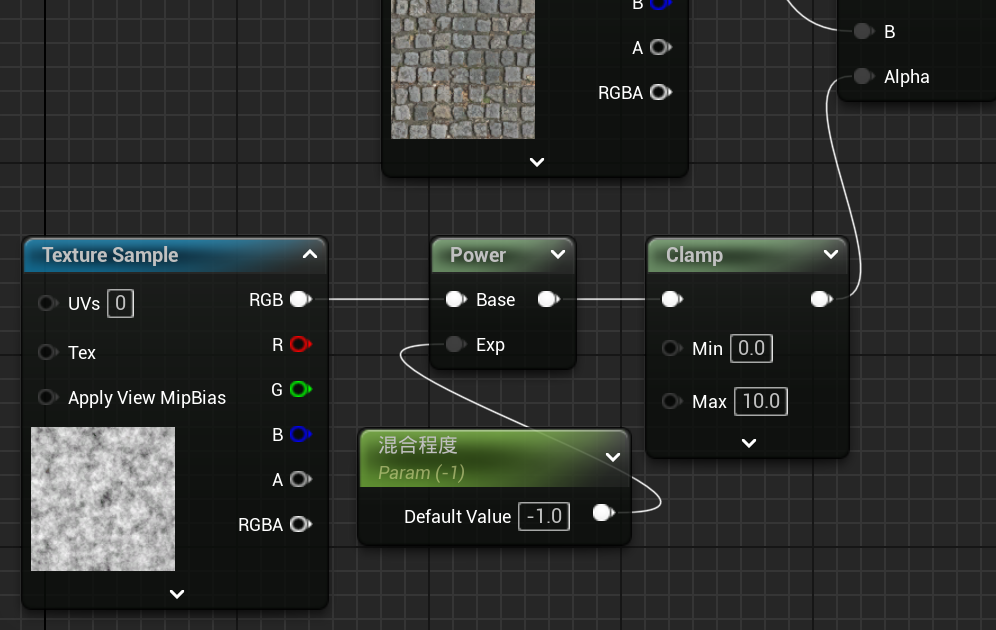 B
A
RGBA
B
Alpha
Texture Sample
UVs 0
Tex
Apply View MipBias
RGB
R
G
B
A
RGBA
Power
Base
Exp
混合程度
Param (-1)
Default Value -1.0
Clamp
Min 0.0
Max 10.0